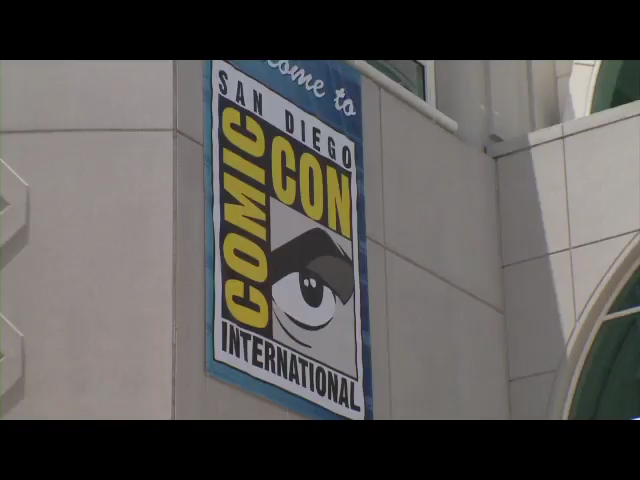 come to
SAN DIEGO
COMIC
CON
INTERNATIONAL